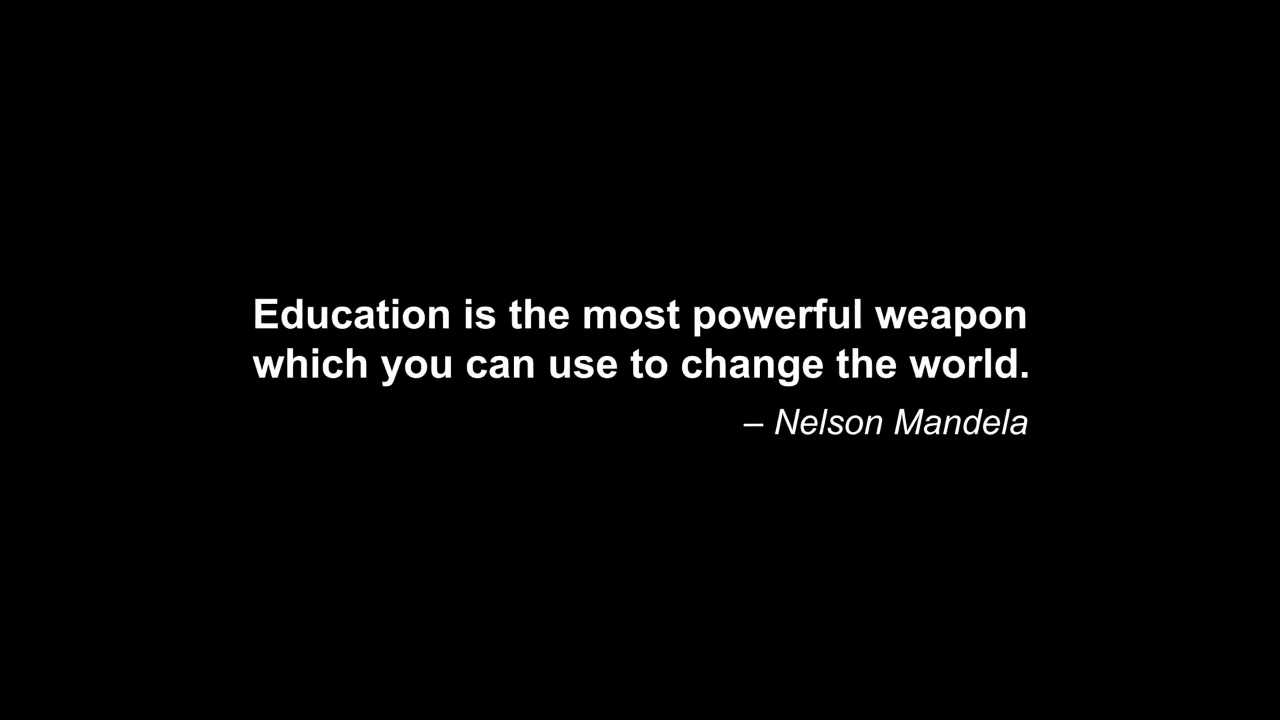 Education is the most powerful weapon
which you can use to change the world.
– Nelson Mandela